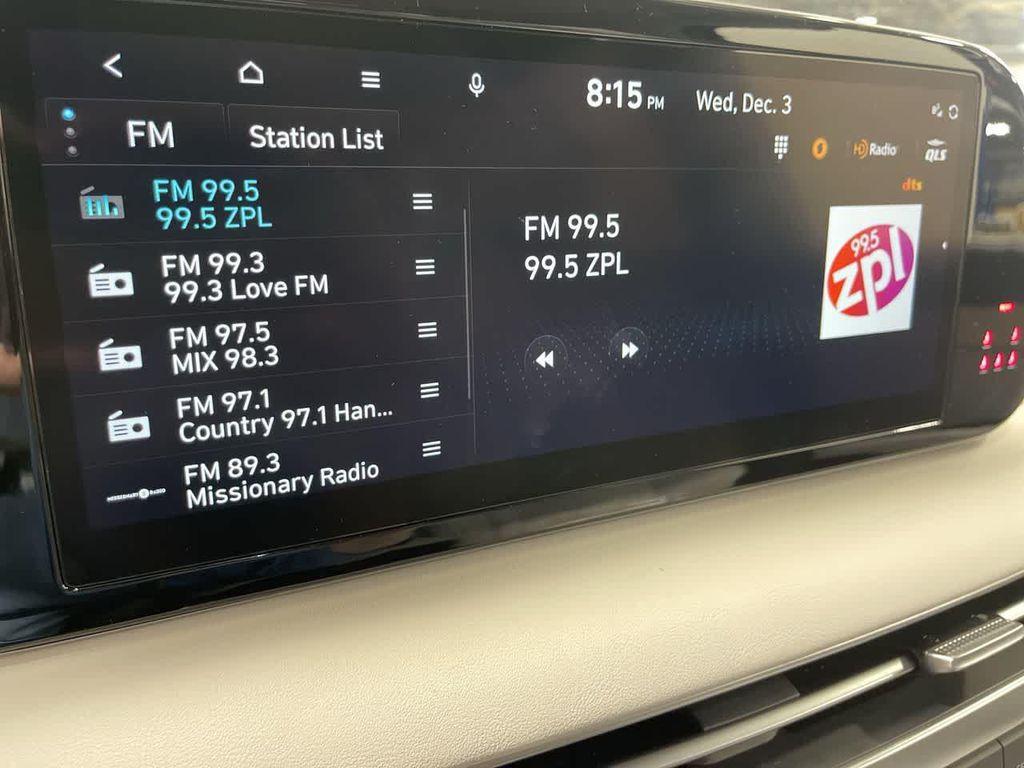 8:15 PM Wed, Dec. 3
FM
Station List
HD Radio
QLS
dts
FM 99.5
99.5 ZPL
FM 99.3
99.3 Love FM
FM 97.5
MIX 98.3
FM 97.1
Country 97.1 Han...
FM 89.3
Missionary Radio
FM 99.5
99.5 ZPL
99.5
zpl